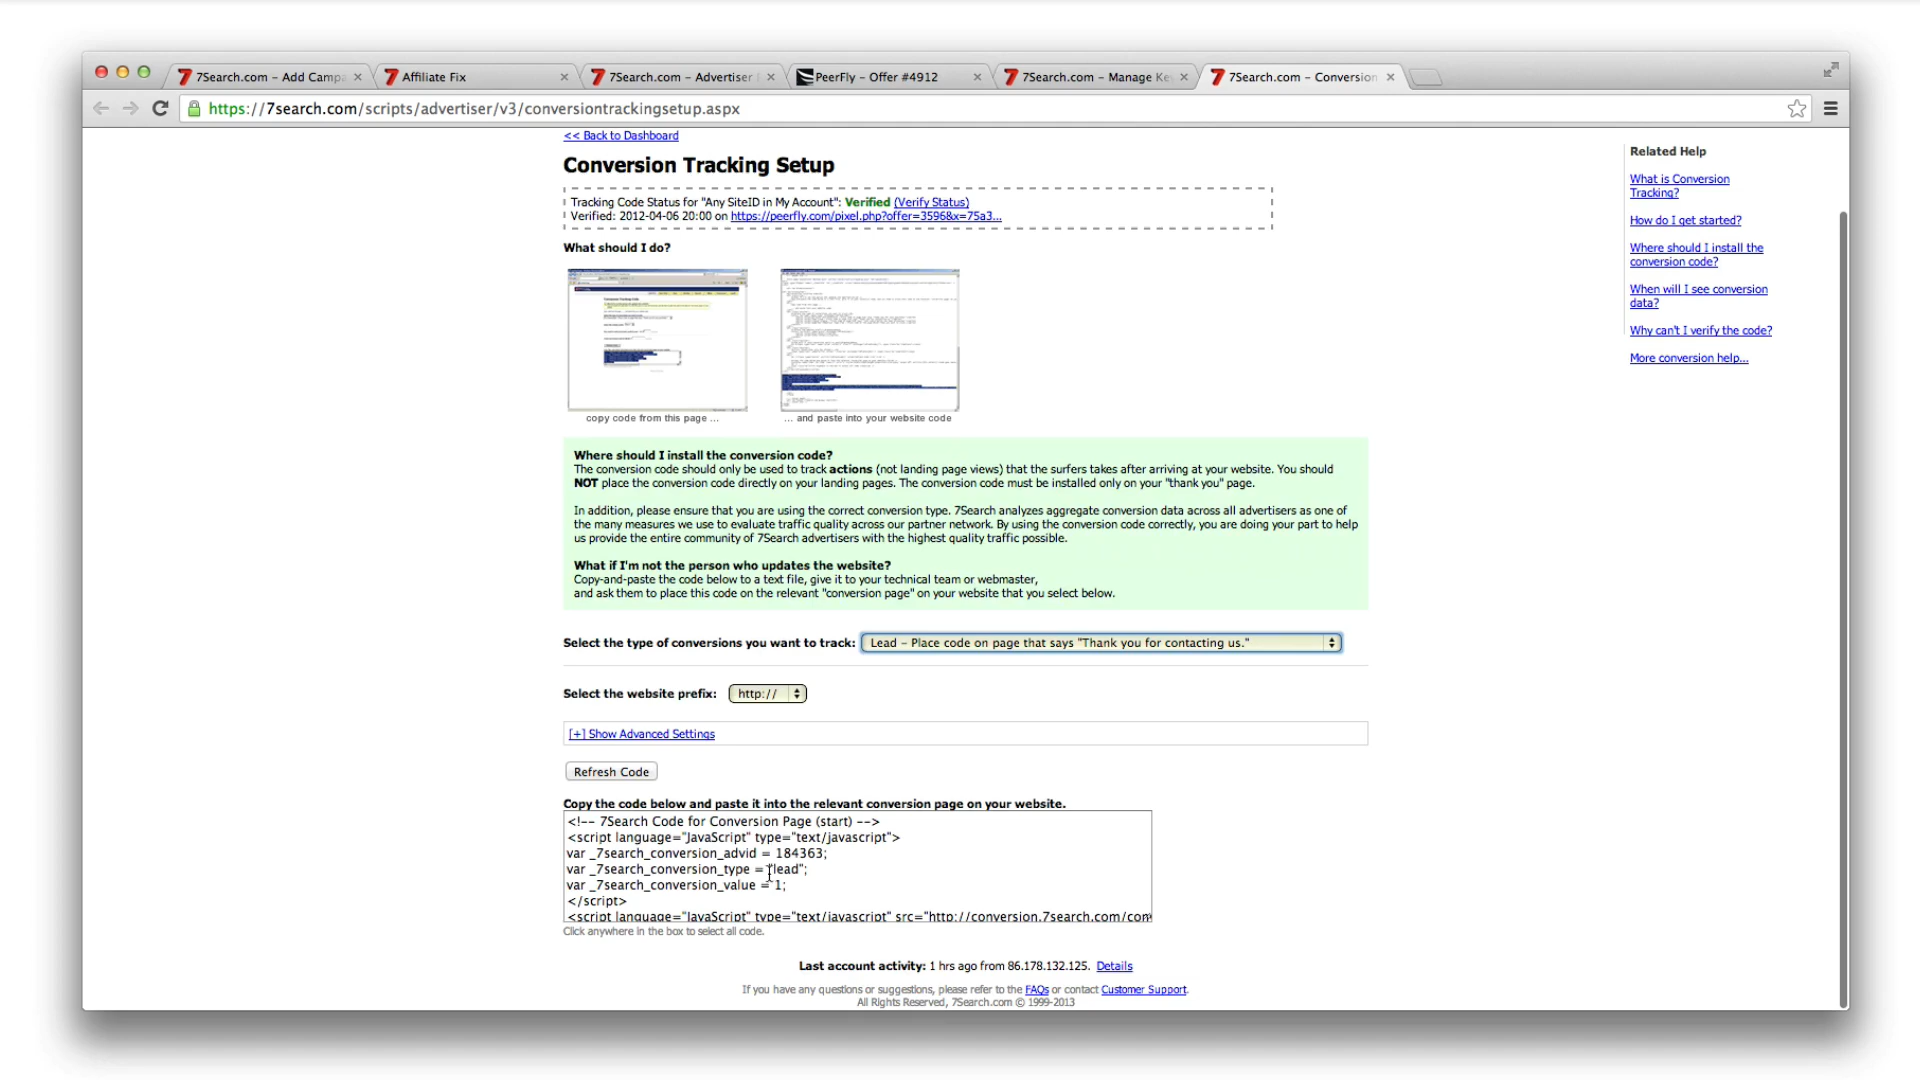 7Search.com – Add Campa
Affiliate Fix
7Search.com – Advertiser
PeerFly – Offer #4912
7Search.com – Manage Ke
7Search.com – Conversion
https://7search.com/scripts/advertiser/v3/conversiontrackingsetup.aspx
<< Back to Dashboard
Conversion Tracking Setup
Tracking Code Status for "Any SiteID in My Account": Verified (Verify Status)
Verified: 2012-04-06 20:00 on https://peerfly.com/pixel.php?offer=3596&x=75a3...
What should I do?
copy code from this page ...
... and paste into your website code
Where should I install the conversion code?
The conversion code should only be used to track actions (not landing page views) that the surfers takes after arriving at your website. You should
NOT place the conversion code directly on your landing pages. The conversion code must be installed only on your "thank you" page.
In addition, please ensure that you are using the correct conversion type. 7Search analyzes aggregate conversion data across all advertisers as one of
the many measures we use to evaluate traffic quality across our partner network. By using the conversion code correctly, you are doing your part to help
us provide the entire community of 7Search advertisers with the highest quality traffic possible.
What if I'm not the person who updates the website?
Copy-and-paste the code below to a text file, give it to your technical team or webmaster,
and ask them to place this code on the relevant "conversion page" on your website that you select below.
Select the type of conversions you want to track: Lead – Place code on page that says "Thank you for contacting us."
Select the website prefix: http://
[+] Show Advanced Settings
Refresh Code
Copy the code below and paste it into the relevant conversion page on your website.
<!-- 7Search Code for Conversion Page (start) -->
<script language="JavaScript" type="text/javascript">
var _7search_conversion_advid = 184363;
var _7search_conversion_type = "lead";
var _7search_conversion_value = 1;
</script>
<script language="JavaScript" type="text/javascript" src="http://conversion.7search.com/con
Click anywhere in the box to select all code.
Last account activity: 1 hrs ago from 86.178.132.125. Details
If you have any questions or suggestions, please refer to the FAQs or contact Customer Support.
All Rights Reserved, 7Search.com © 1999-2013
Related Help
What is Conversion
Tracking?
How do I get started?
Where should I install the
conversion code?
When will I see conversion
data?
Why can't I verify the code?
More conversion help...